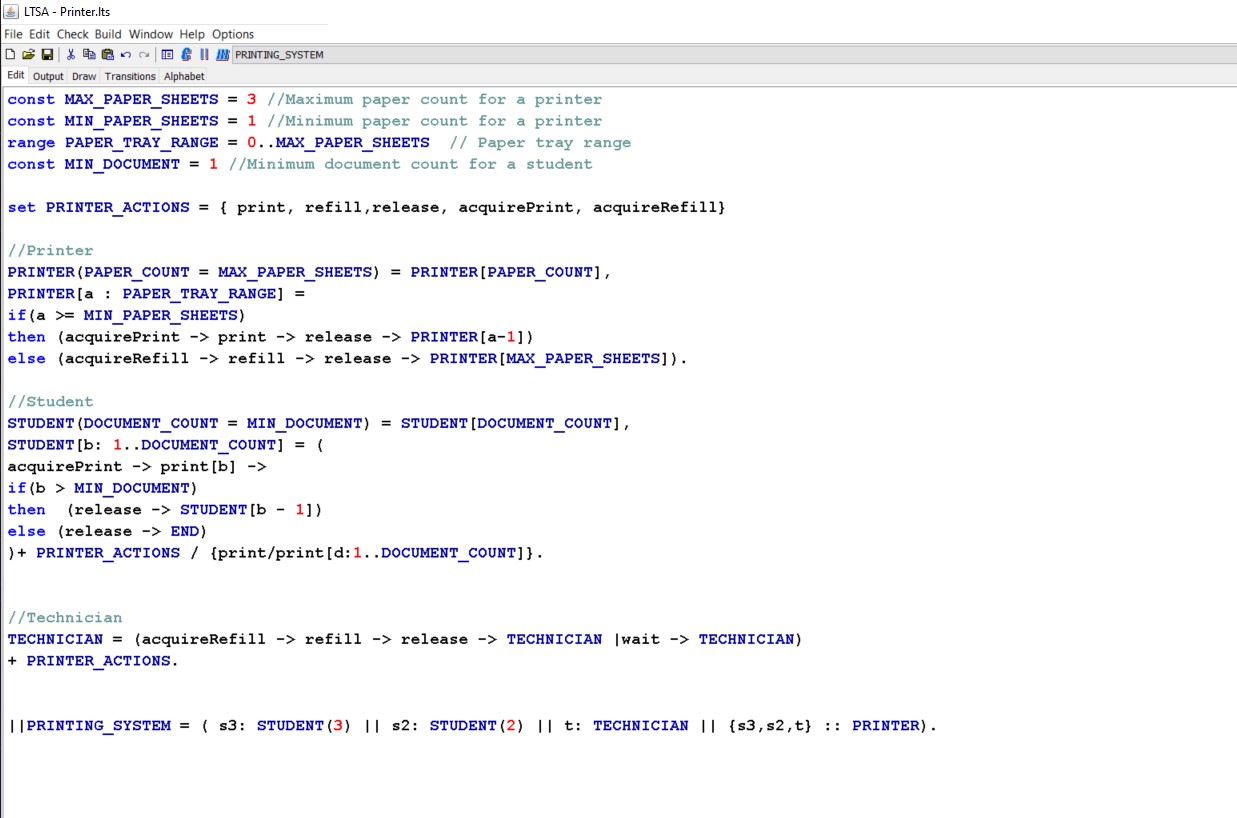 LTSA - Printer.lts
File Edit Check Build Window Help Options
PRINTING_SYSTEM
Edit Output Draw Transitions Alphabet
const MAX_PAPER_SHEETS = 3 //Maximum paper count for a printer
const MIN_PAPER_SHEETS = 1 //Minimum paper count for a printer
range PAPER_TRAY_RANGE = 0..MAX_PAPER_SHEETS // Paper tray range
const MIN_DOCUMENT = 1 //Minimum document count for a student
set PRINTER_ACTIONS = { print, refill,release, acquirePrint, acquireRefill}
//Printer
PRINTER(PAPER_COUNT = MAX_PAPER_SHEETS) = PRINTER[PAPER_COUNT],
PRINTER[a : PAPER_TRAY_RANGE] =
if(a >= MIN_PAPER_SHEETS)
then (acquirePrint -> print -> release -> PRINTER[a-1])
else (acquireRefill -> refill -> release -> PRINTER[MAX_PAPER_SHEETS]).
//Student
STUDENT(DOCUMENT_COUNT = MIN_DOCUMENT) = STUDENT[DOCUMENT_COUNT],
STUDENT[b: 1..DOCUMENT_COUNT] = (
acquirePrint -> print[b] ->
if(b > MIN_DOCUMENT)
then  (release -> STUDENT[b - 1])
else (release -> END)
)+ PRINTER_ACTIONS / {print/print[d:1..DOCUMENT_COUNT]}.
//Technician
TECHNICIAN = (acquireRefill -> refill -> release -> TECHNICIAN |wait -> TECHNICIAN)
+ PRINTER_ACTIONS.
||PRINTING_SYSTEM = ( s3: STUDENT(3) || s2: STUDENT(2) || t: TECHNICIAN || {s3,s2,t} :: PRINTER).